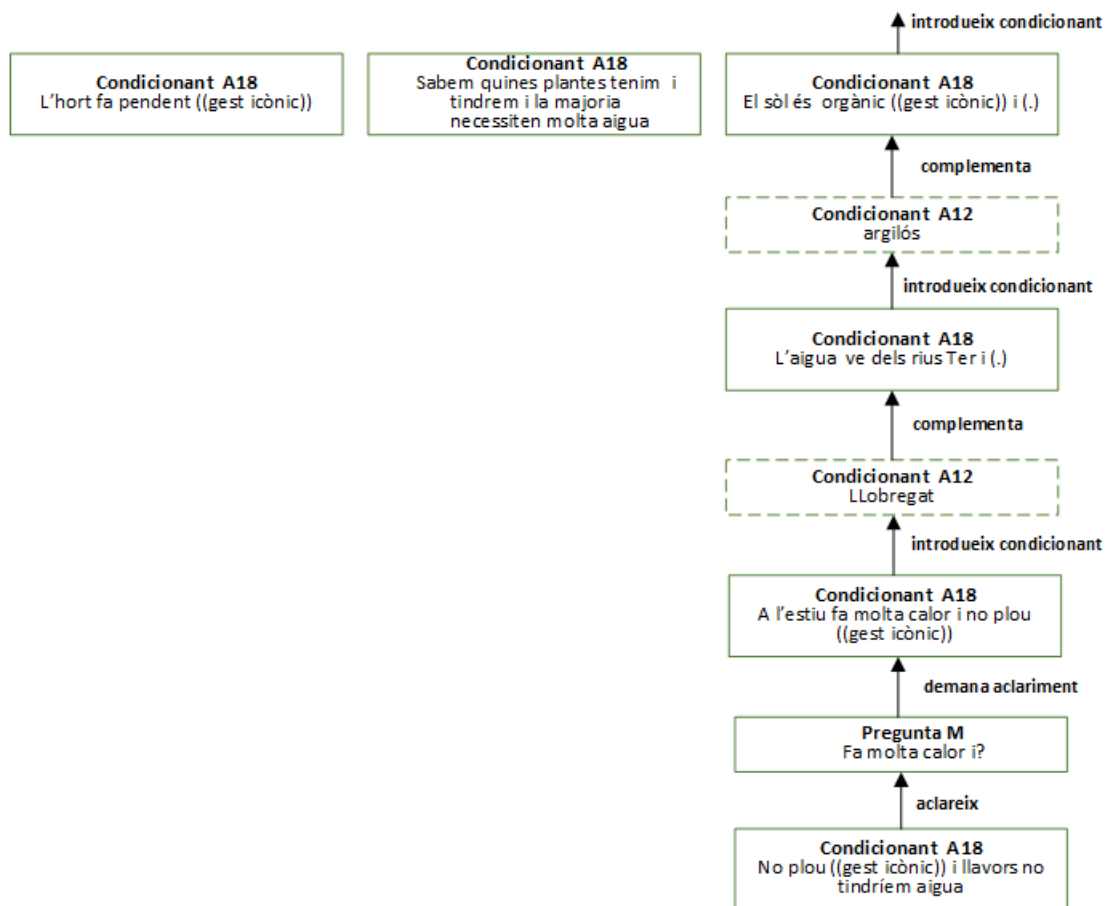 introdueix condicionant
Condicionant A18
L'hort fa pendent ((gest icònic))
Condicionant A18
Sabem quines plantes tenim i
tindrem i la majoria
necessiten molta aigua
Condicionant A18
El sòl és orgànic ((gest icònic)) i (.)
complementa
Condicionant A12
argilós
introdueix condicionant
Condicionant A18
L'aigua ve dels rius Ter i (.)
complementa
Condicionant A12
LLobregat
introdueix condicionant
Condicionant A18
A l'estiu fa molta calor i no plou
((gest icònic))
demana aclariment
Pregunta M
Fa molta calor i?
aclareix
Condicionant A18
No plou ((gest icònic)) i llavors no
tindríem aigua